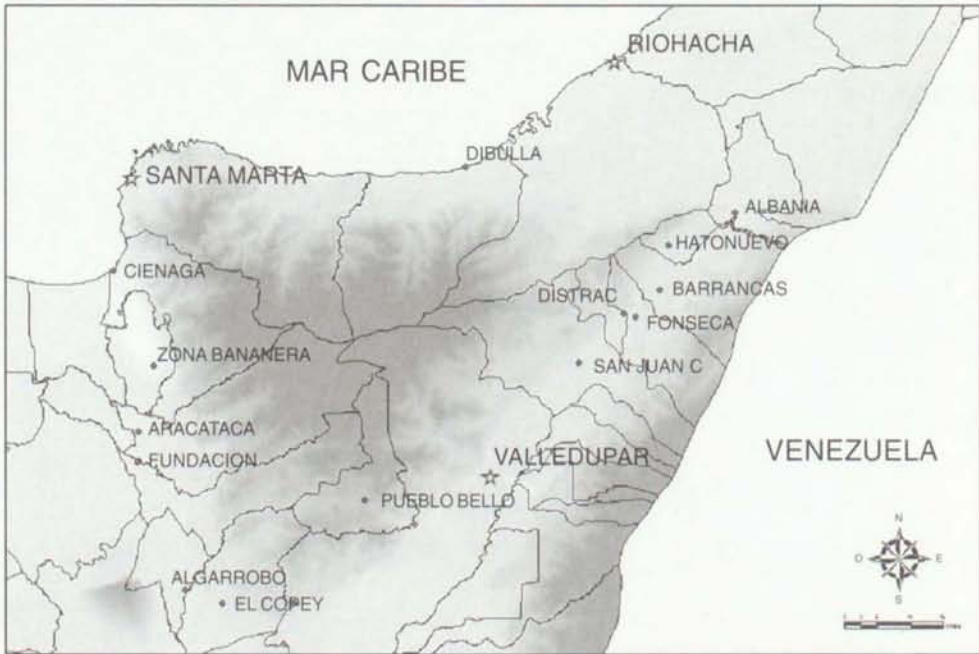 RIOHACHA
MAR CARIBE
DIBULLA
SANTA MARTA
ALBANIA
HATONUEVO
CIENAGA
BARRANCAS
DISTRAC
FONSECA
ZONA BANANERA
SAN JUAN C
ARACATACA
FUNDACION
VALLEDUPAR
VENEZUELA
PUEBLO BELLO
N
O E
S
ALGARROBO
EL COPEY